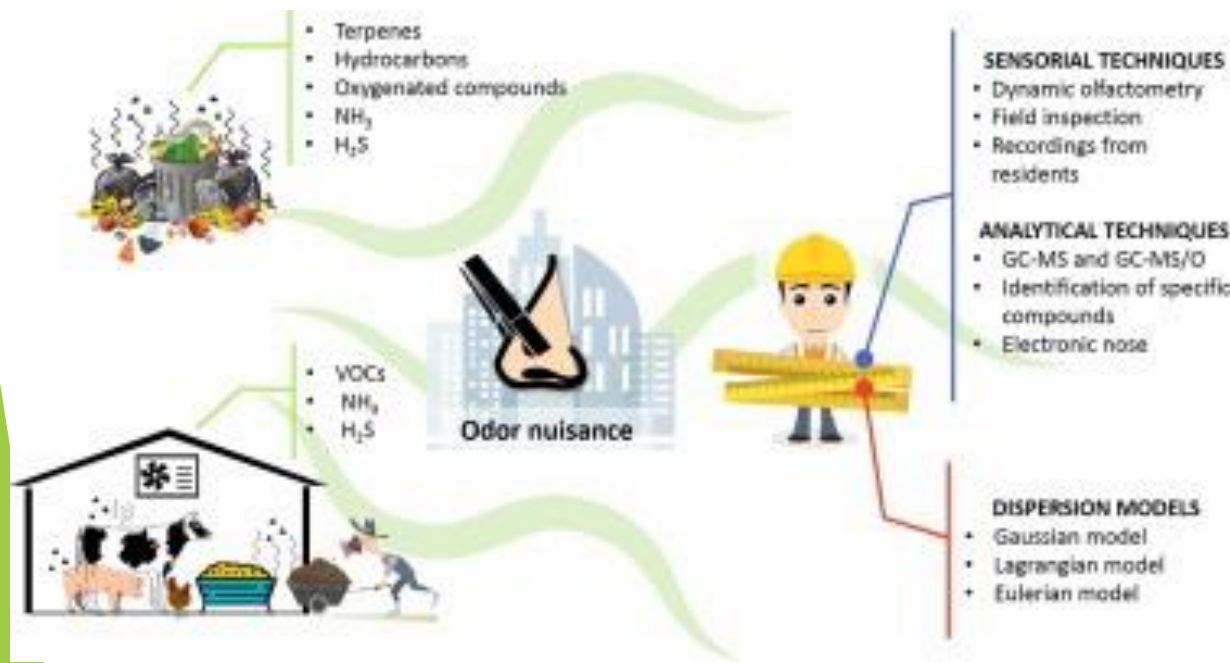 • Terpenes
• Hydrocarbons
• Oxygenated compounds
• NH₃
• H₂S
• VOCs
• NH₃
• H₂S
Odor nuisance
SENSORIAL TECHNIQUES
• Dynamic olfactometry
• Field inspection
• Recordings from
residents
ANALYTICAL TECHNIQUES
• GC-MS and GC-MS/O
• Identification of specific
compounds
• Electronic nose
DISPERSION MODELS
• Gaussian model
• Lagrangian model
• Eulerian model